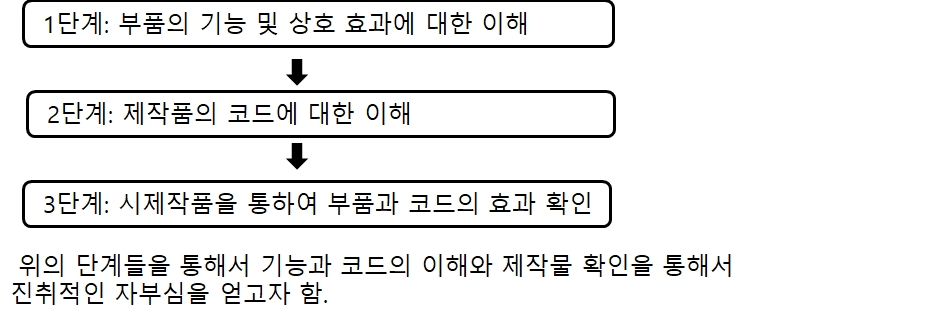 1단계: 부품의 기능 및 상호 효과에 대한 이해
2단계: 제작품의 코드에 대한 이해
3단계: 시제작품을 통하여 부품과 코드의 효과 확인
위의 단계들을 통해서 기능과 코드의 이해와 제작물 확인을 통해서
진취적인 자부심을 얻고자 함.